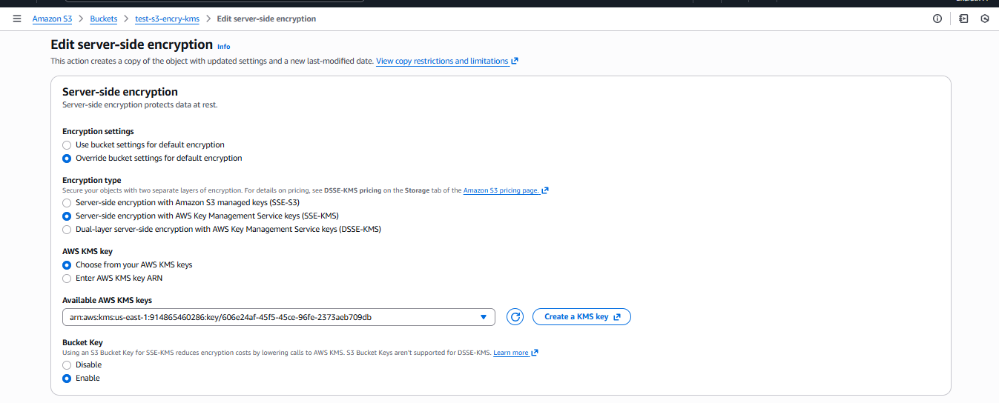 Amazon S3 > Buckets > test-s3-encry-kms > Edit server-side encryption
Edit server-side encryption Info
This action creates a copy of the object with updated settings and a new last-modified date. View copy restrictions and limitations
Server-side encryption
Server-side encryption protects data at rest.
Encryption settings
Use bucket settings for default encryption
Override bucket settings for default encryption
Encryption type
Secure your objects with two separate layers of encryption. For details on pricing, see DSSE-KMS pricing on the Storage tab of the Amazon S3 pricing page.
Server-side encryption with Amazon S3 managed keys (SSE-S3)
Server-side encryption with AWS Key Management Service keys (SSE-KMS)
Dual-layer server-side encryption with AWS Key Management Service keys (DSSE-KMS)
AWS KMS key
Choose from your AWS KMS keys
Enter AWS KMS key ARN
Available AWS KMS keys
arn:aws:kms:us-east-1:914865460286:key/606e24af-45f5-45ce-96fe-2373aeb709db
Create a KMS key
Bucket Key
Using an S3 Bucket Key for SSE-KMS reduces encryption costs by lowering calls to AWS KMS. S3 Bucket Keys aren't supported for DSSE-KMS. Learn more
Disable
Enable